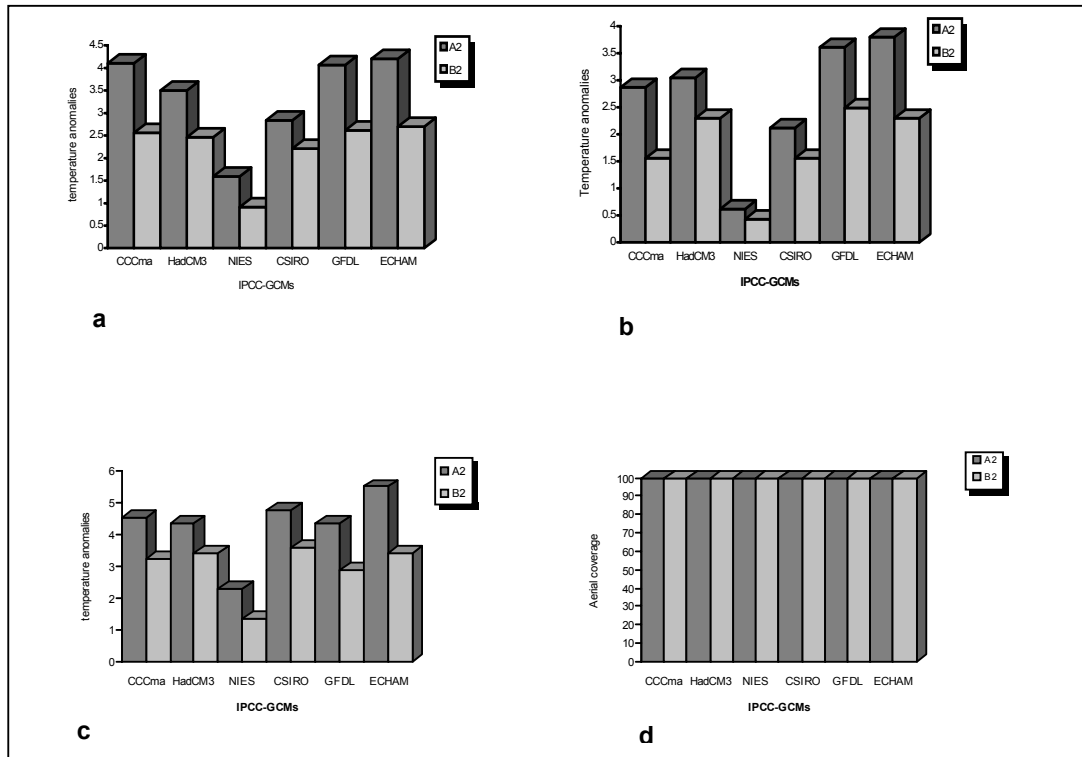 4.5
4
3.5
3
2.5
2
1.5
1
0.5
0
temperature anomalies
CCCma HadCM3 NIES CSIRO GFDL ECHAM
IPCC-GCMs
A2
B2
a
4
3.5
3
2.5
2
1.5
1
0.5
0
Temperature anomalies
CCCma HadCM3 NIES CSIRO GFDL ECHAM
IPCC-GCMs
A2
B2
b
6
5
4
3
2
1
0
temperature anomalies
CCCma HadCM3 NIES CSIRO GFDL ECHAM
IPCC-GCMs
A2
B2
c
100
90
80
70
60
50
40
30
20
10
0
Aerial coverage
CCCma HadCM3 NIES CSIRO GFDL ECHAM
IPCC-GCMs
A2
B2
d